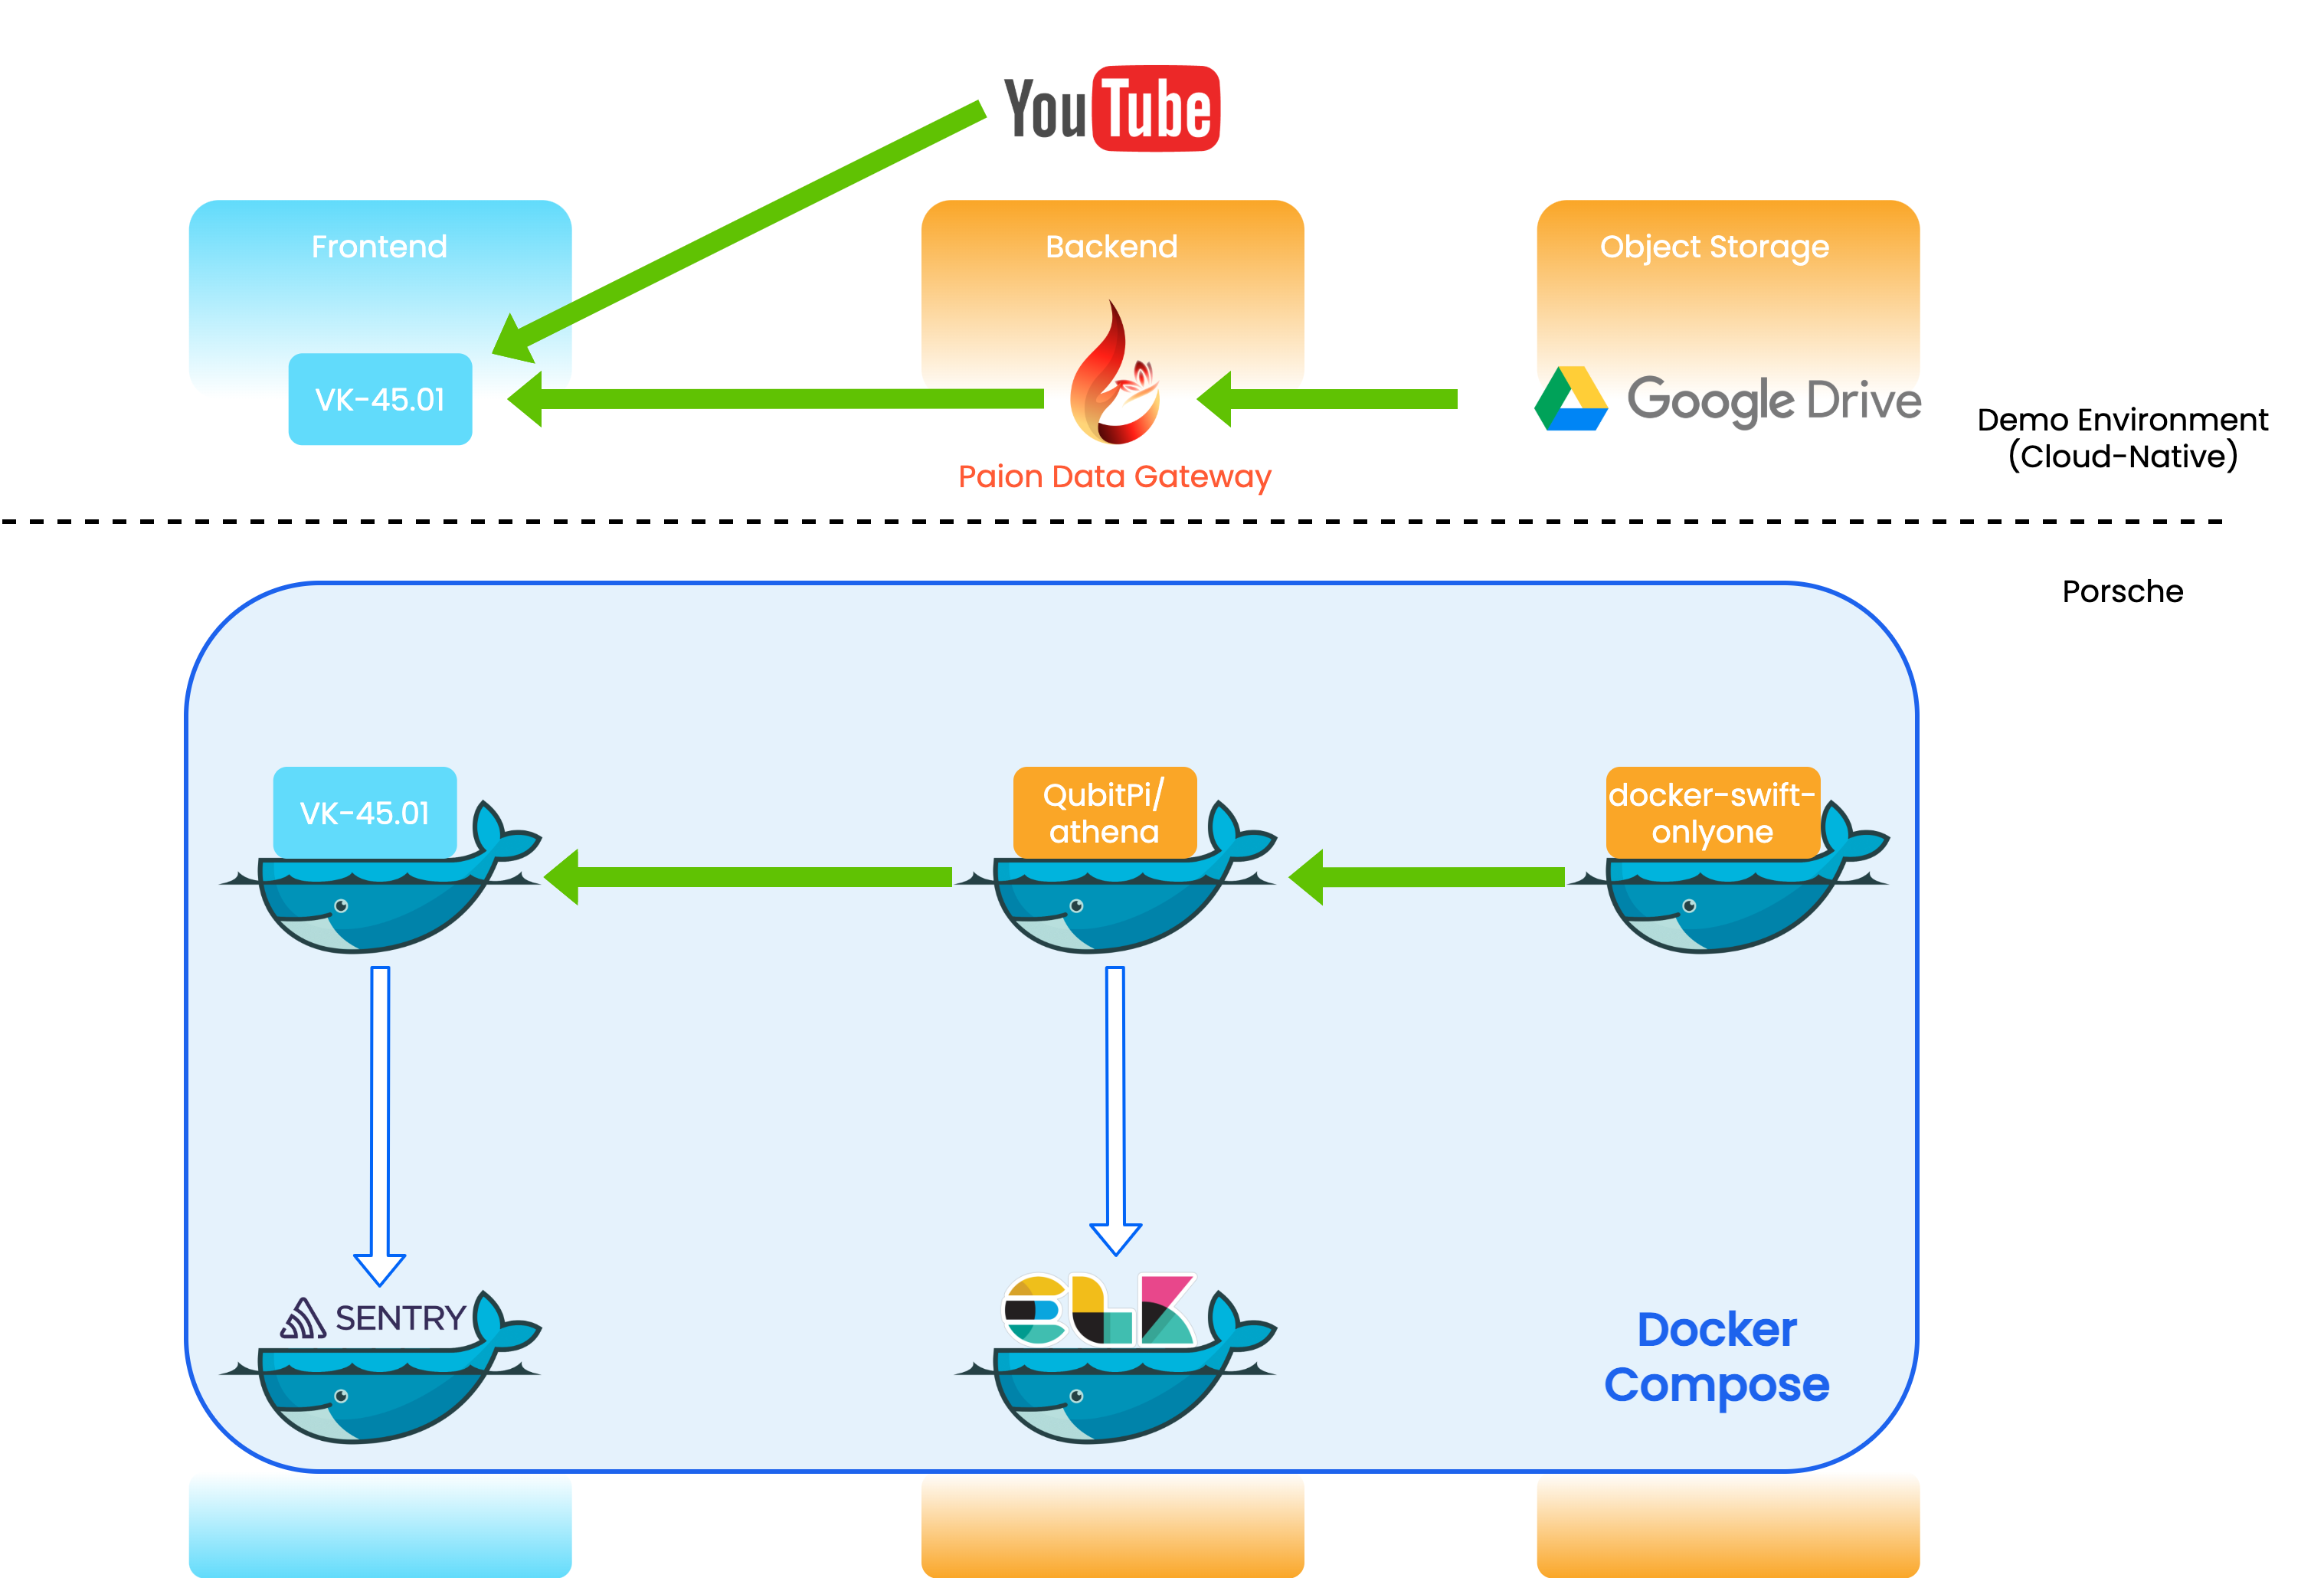 YouTube
Frontend
Backend
Object Storage
VK-45.01
Google Drive
Demo Environment
(Cloud-Native)
Paion Data Gateway
Porsche
VK-45.01
QubitPi/
athena
docker-swift-
onlyone
SENTRY
ELK
Docker
Compose